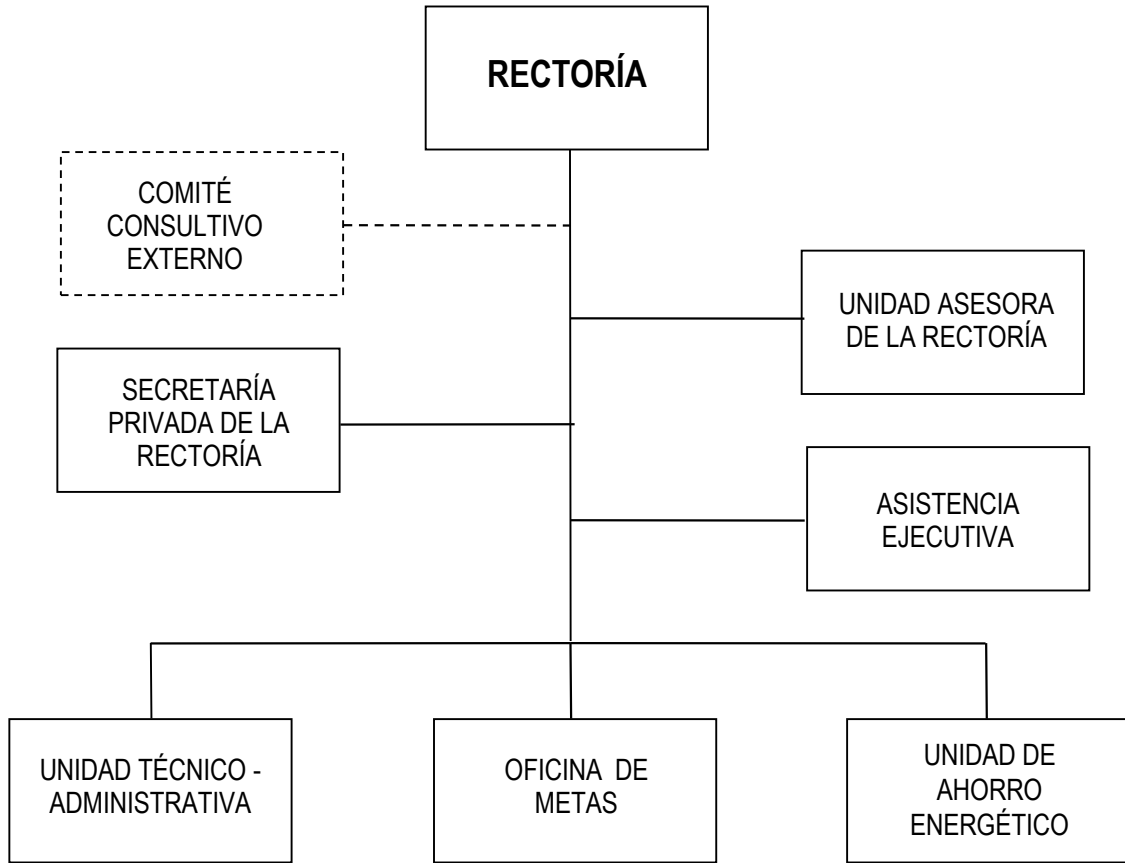 RECTORÍA
COMITÉ
CONSULTIVO
EXTERNO
UNIDAD ASESORA
DE LA RECTORÍA
SECRETARÍA
PRIVADA DE LA
RECTORÍA
ASISTENCIA
EJECUTIVA
UNIDAD TÉCNICO -
ADMINISTRATIVA
OFICINA DE
METAS
UNIDAD DE
AHORRO
ENERGÉTICO